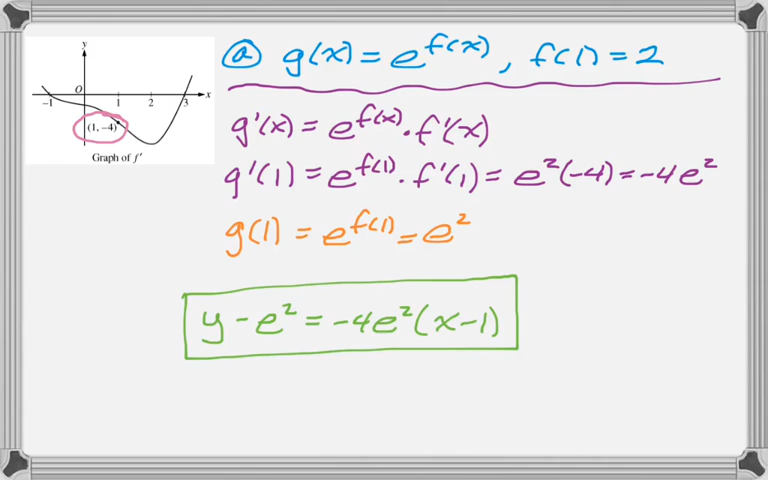 y
O
-1 1 2 3 x
(1, -4)
Graph of f′
ⓐ g(x) = e^f(x), f(1) = 2
g'(x) = e^f(x) · f'(x)
g'(1) = e^f(1) · f'(1) = e²(-4) = -4e²
g(1) = e^f(1) = e²
y - e² = -4e²(x-1)